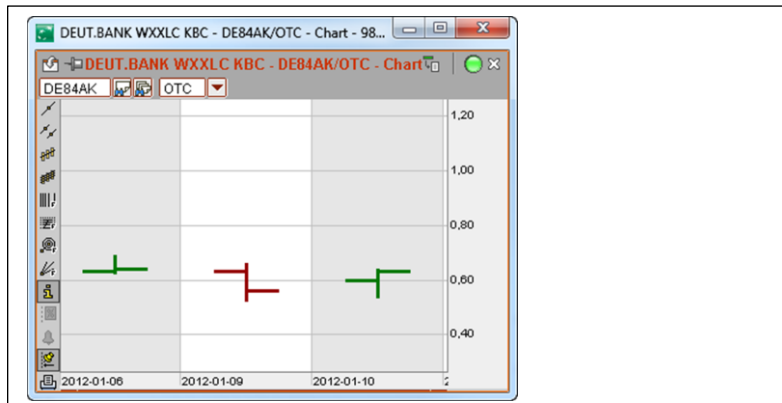 DEUT.BANK WXXLC KBC - DE84AK/OTC - Chart - 98...
DEUT.BANK WXXLC KBC - DE84AK/OTC - Chart
DE84AK OTC
1,20
1,00
0,80
0,60
0,40
2012-01-06 2012-01-09 2012-01-10